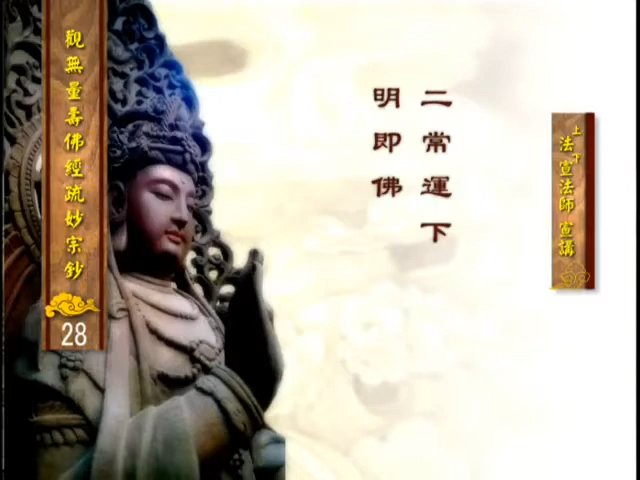 觀無量壽佛經疏妙宗鈔
28
二常運下
明即佛
上法下宣法師 宣講